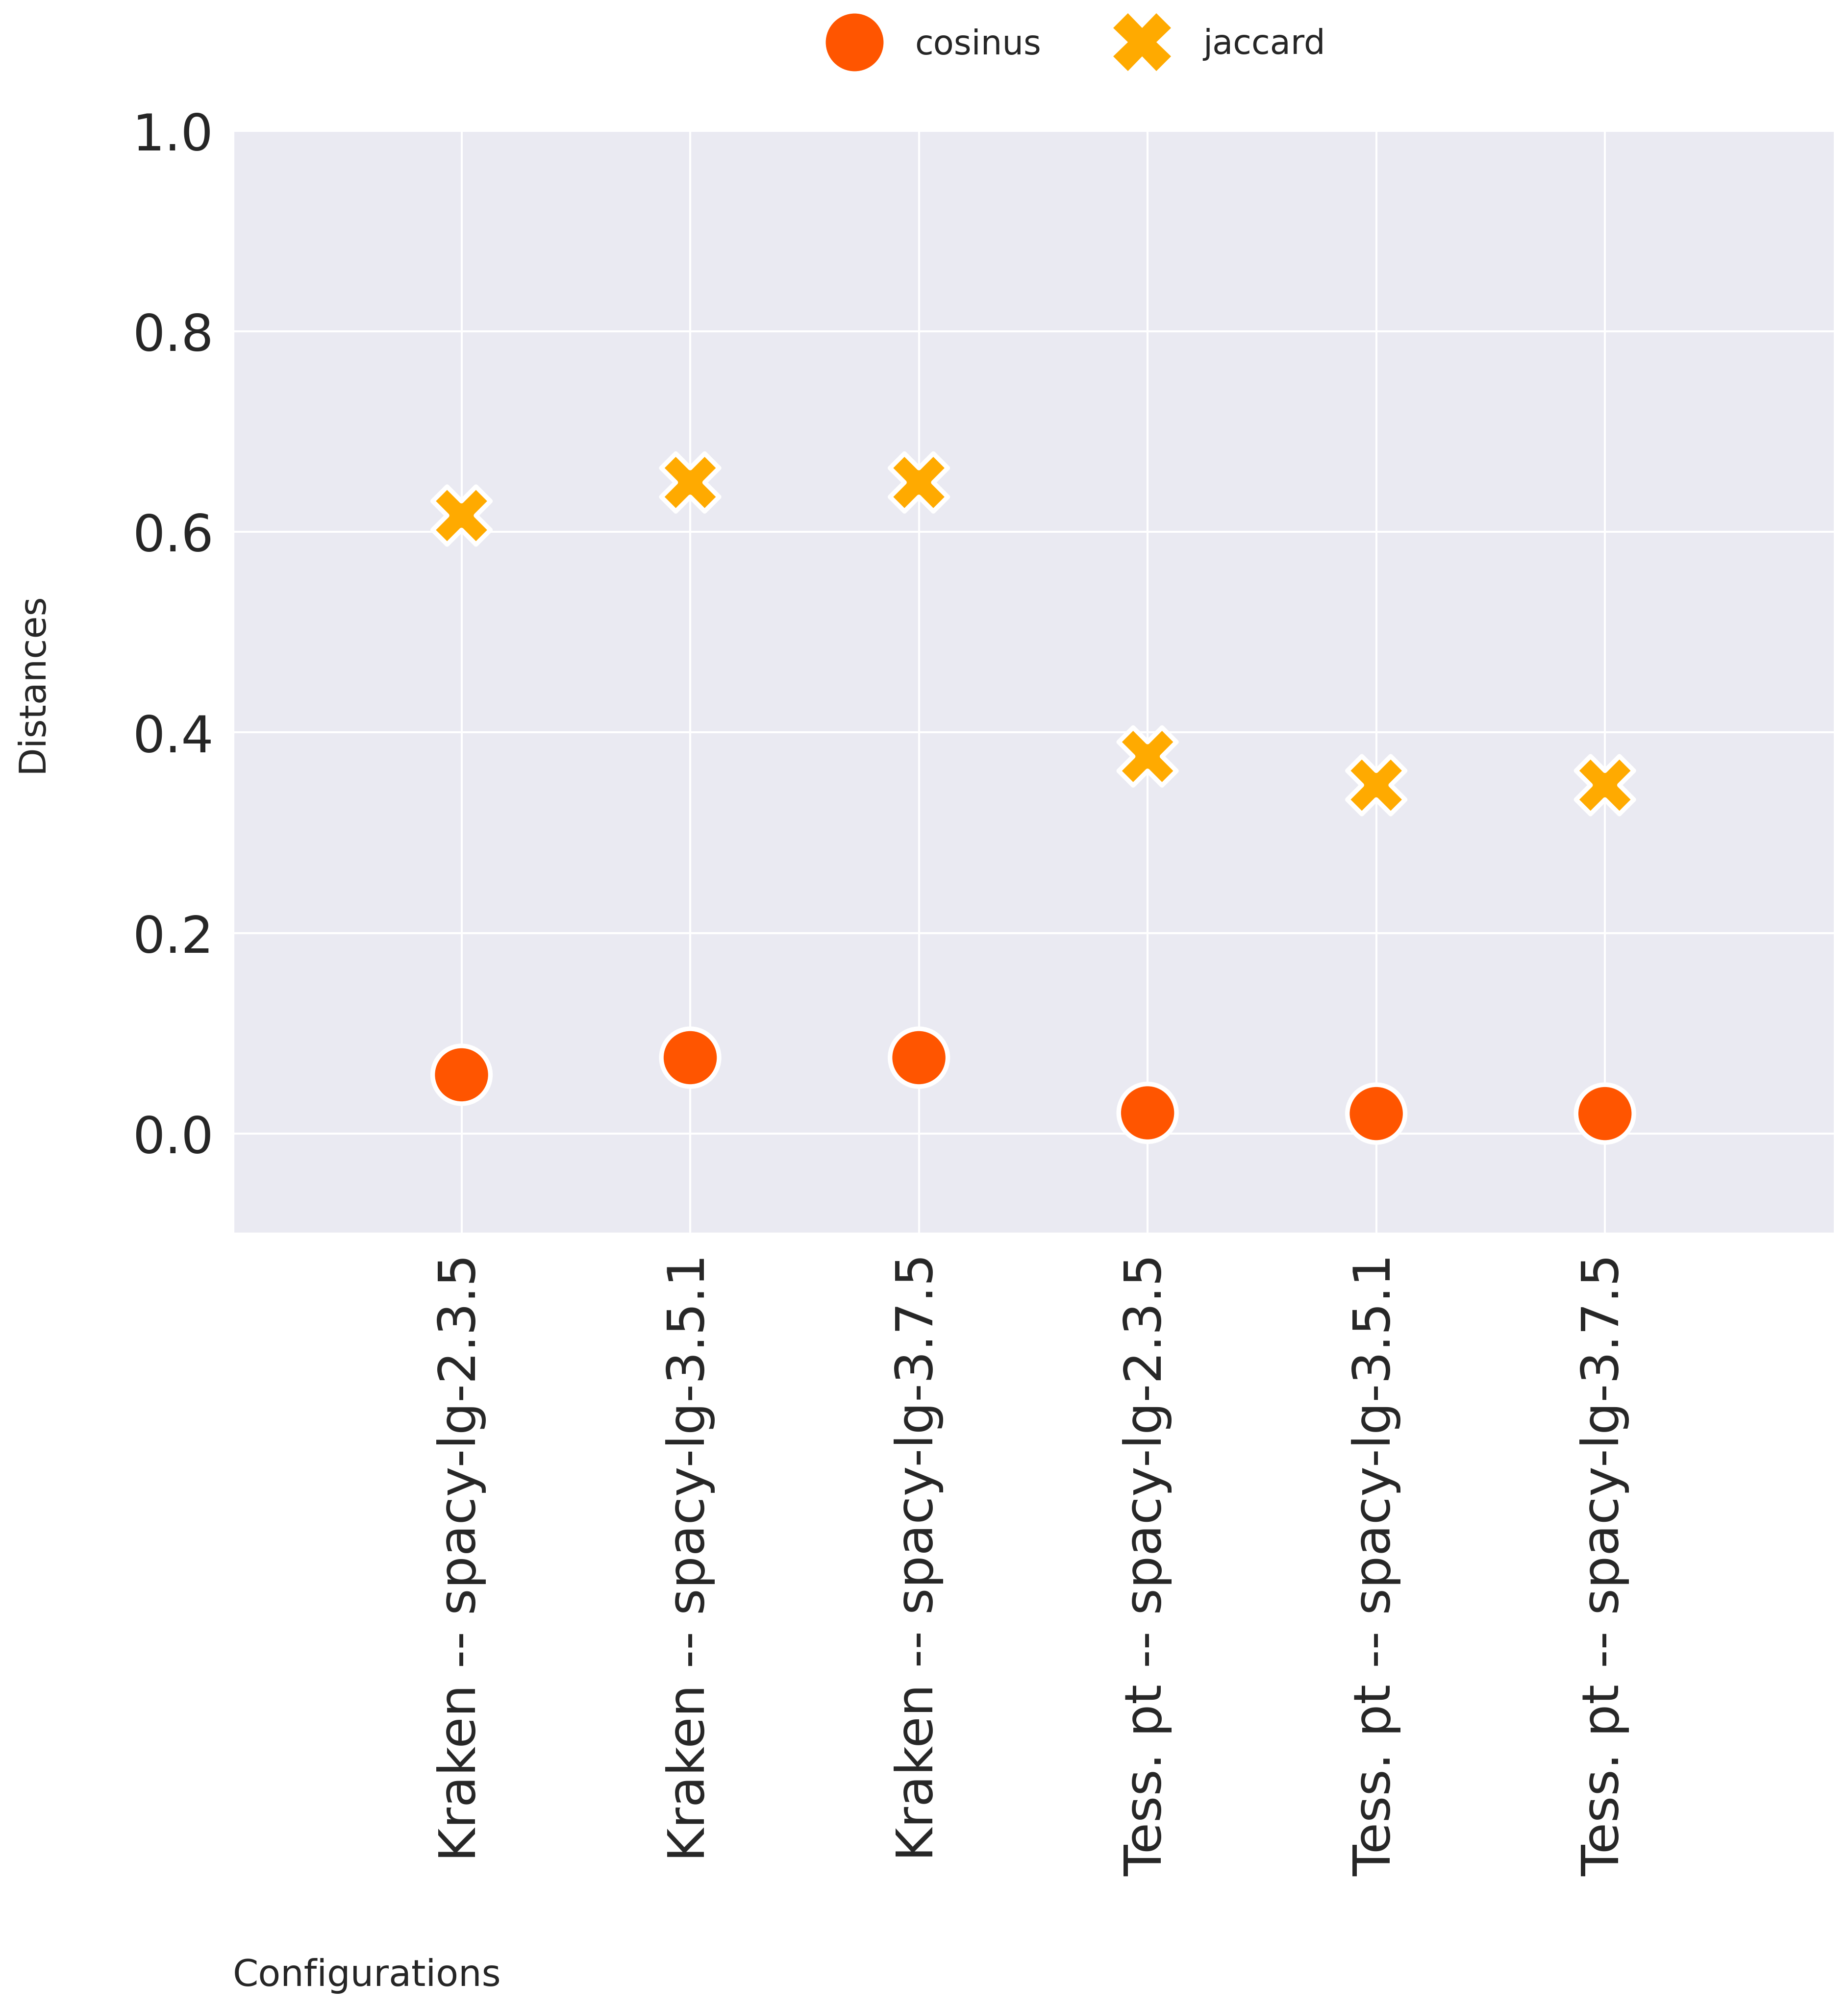 cosinus jaccard
1.0
0.8
0.6
0.4
0.2
0.0
Distances
Kraken -- spacy-lg-2.3.5
Kraken -- spacy-lg-3.5.1
Kraken -- spacy-lg-3.7.5
Tess. pt -- spacy-lg-2.3.5
Tess. pt -- spacy-lg-3.5.1
Tess. pt -- spacy-lg-3.7.5
Configurations